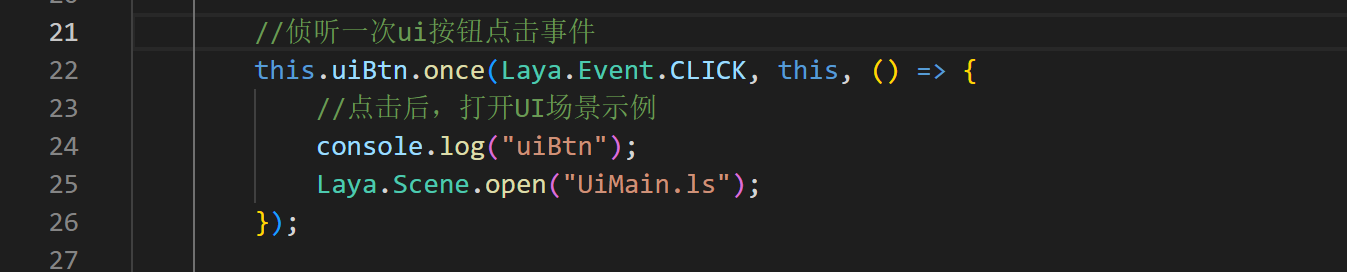 21 //侦听一次ui按钮点击事件
22 this.uiBtn.once(Laya.Event.CLICK, this, () => {
23 //点击后，打开UI场景示例
24 console.log("uiBtn");
25 Laya.Scene.open("UiMain.ls");
26 });
27